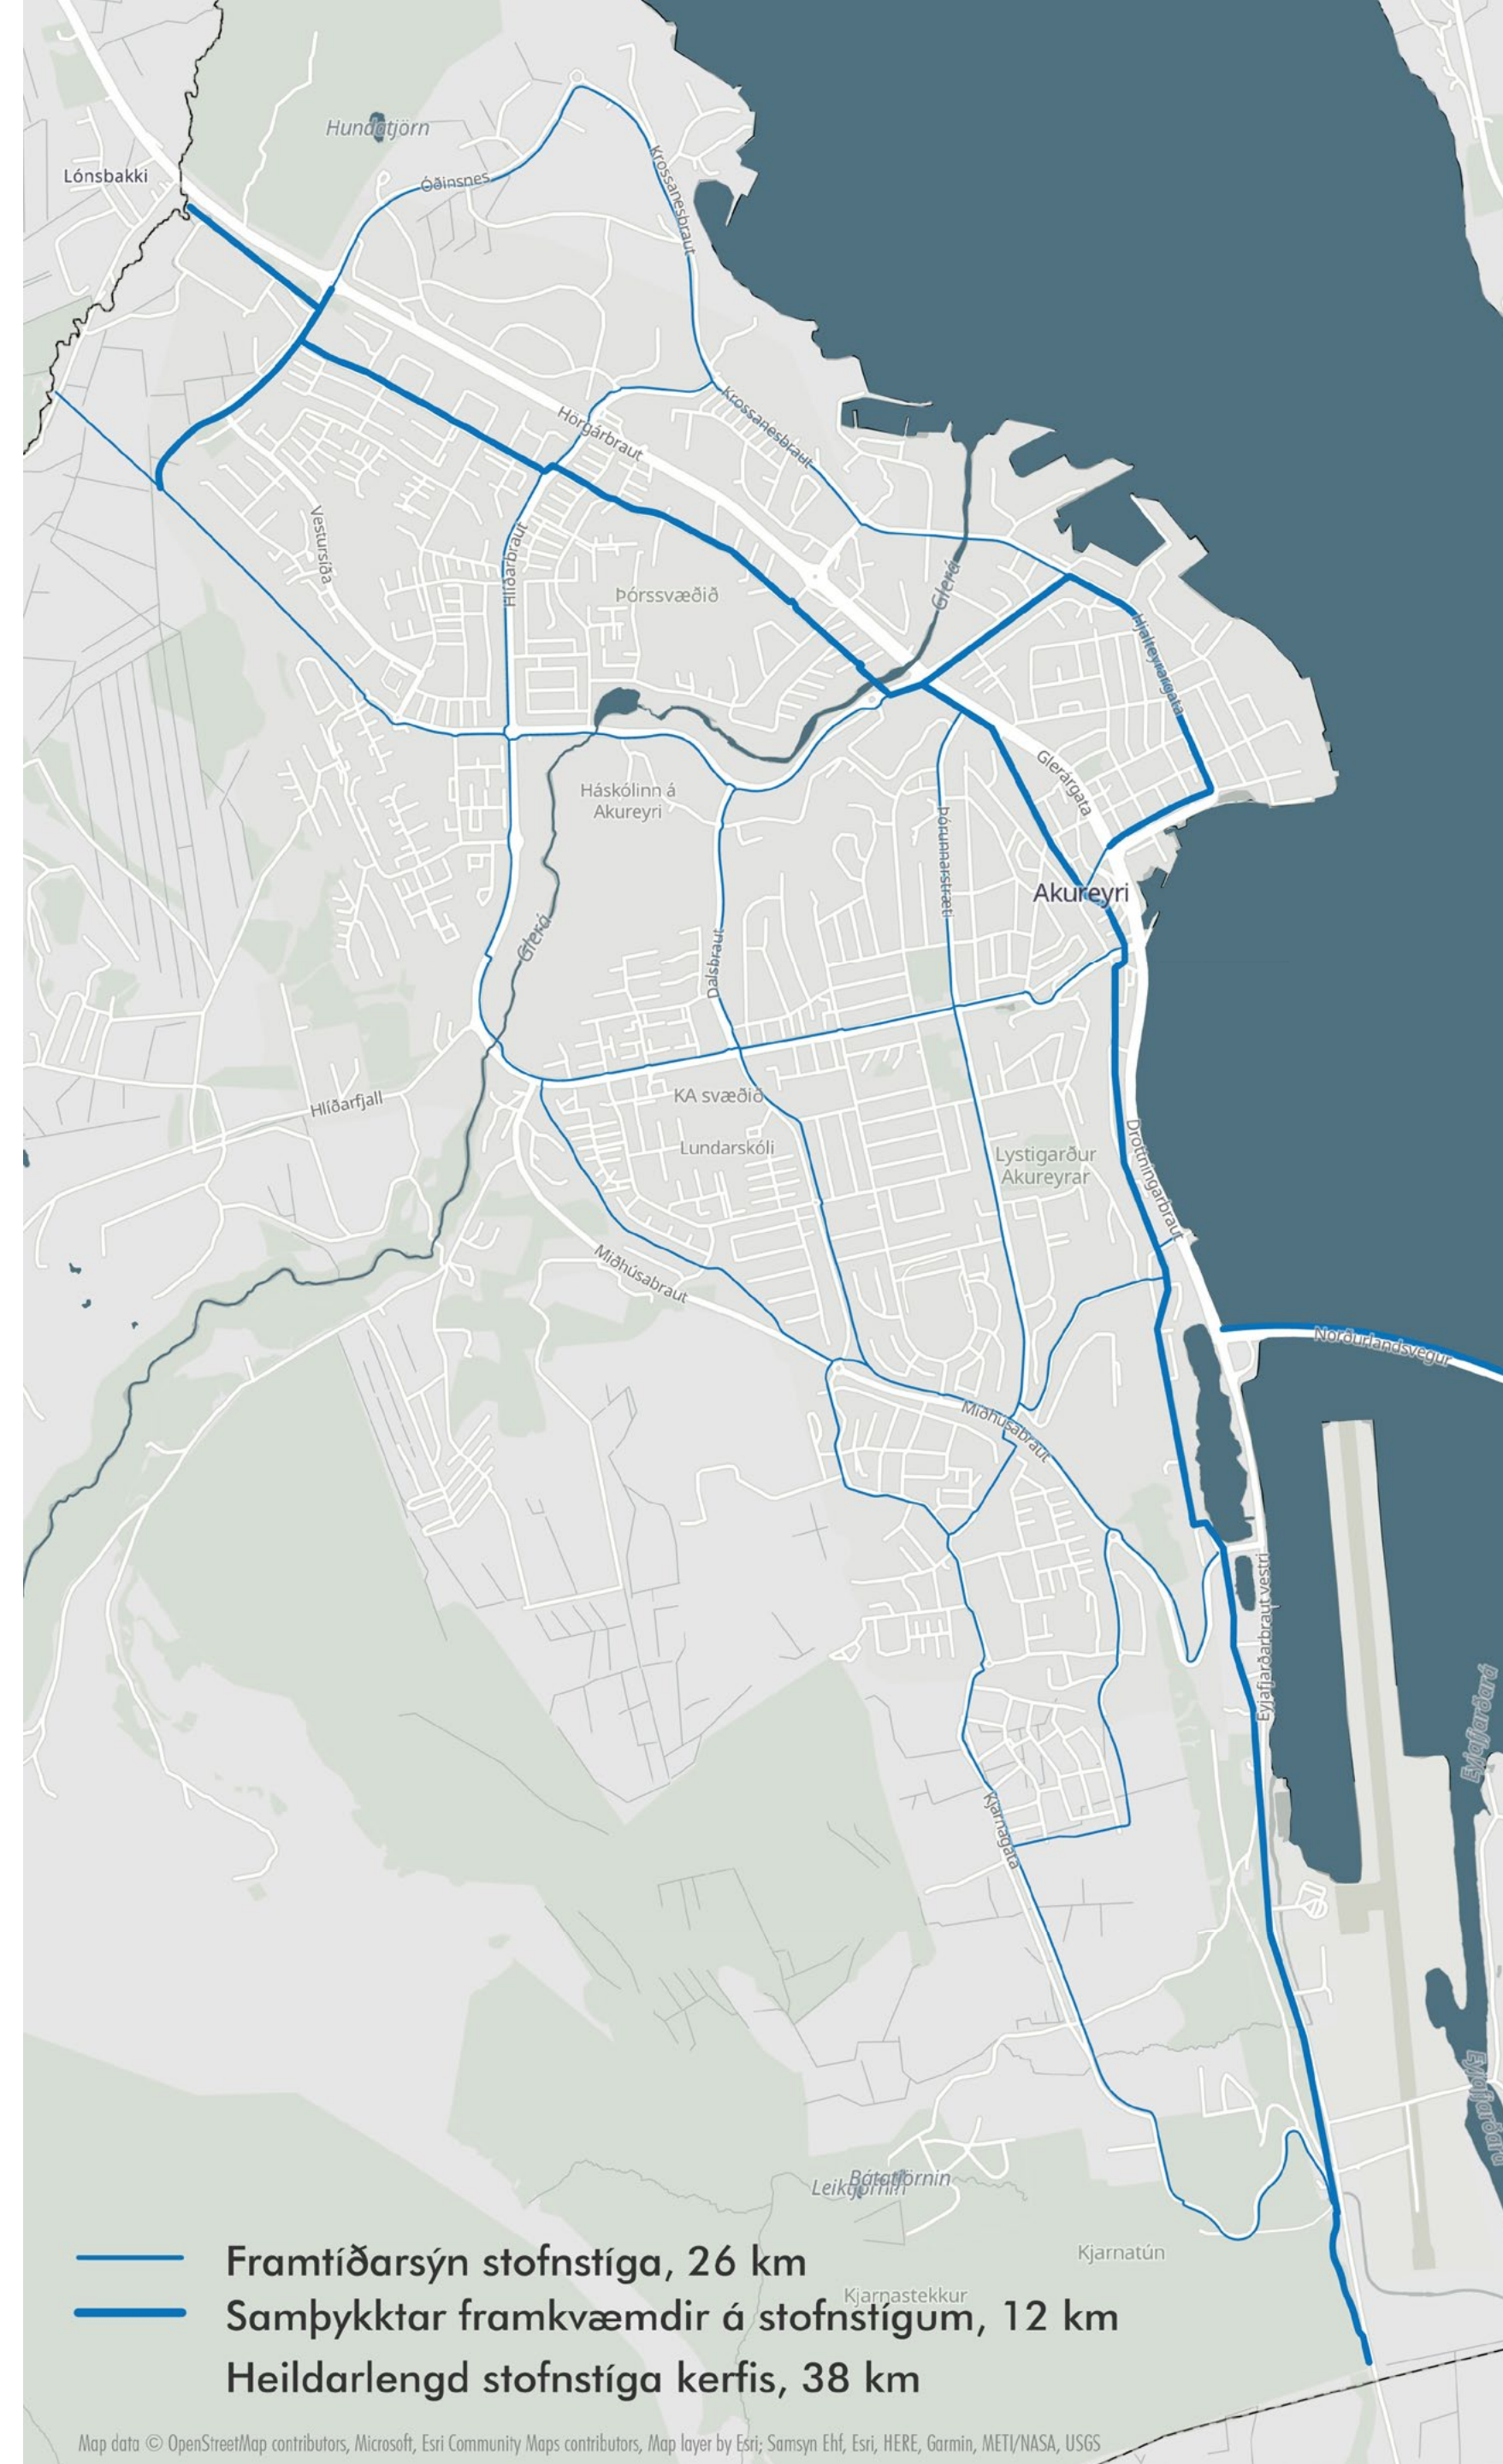 Hundatjörn
Lónsbakki
Óðinsnes
Krossanesbraut
Krossanesbraut
Hörgárbraut
Vestursíða
Hlíðarbraut
Þórssvæðið
Glerá
Hjalteyrargata
Glerárgata
Háskólinn á
Akureyri
Þórunnarstræti
Akureyri
Glerá
Dalsbraut
Hlíðarfjall
KA svæðið
Lundarskóli
Lystigarður
Akureyrar
Drottningarbraut
Miðhúsabraut
Norðurlandsvegur
Miðhúsabraut
Eyjafjarðarbraut vestri
Eyjafjarðará
Kjarnagata
Eyjafjarðará
Bátatjörnin
Leikutjörnin
Kjarnatún
Kjarnastekkur
Framtíðarsýn stofnstíga, 26 km
Samþykktar framkvæmdir á stofnstígum, 12 km
Heildarlengd stofnstíga kerfis, 38 km
Map data © OpenStreetMap contributors, Microsoft, Esri Community Maps contributors, Map layer by Esri; Samsyn Ehf, Esri, HERE, Garmin, METI/NASA, USGS